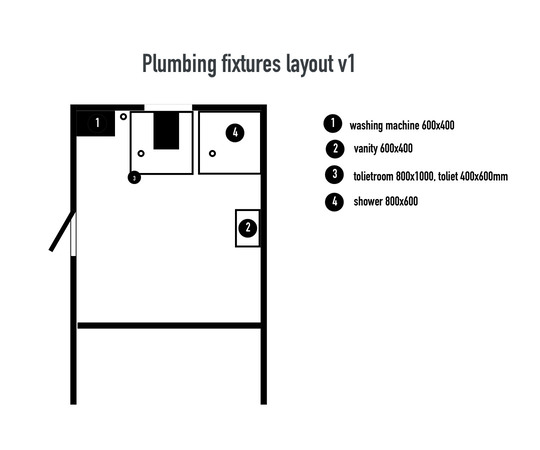 Plumbing fixtures layout v1
1
4
3
2
1 washing machine 600x400
2 vanity 600x400
3 tolietroom 800x1000, toliet 400x600mm
4 shower 800x600